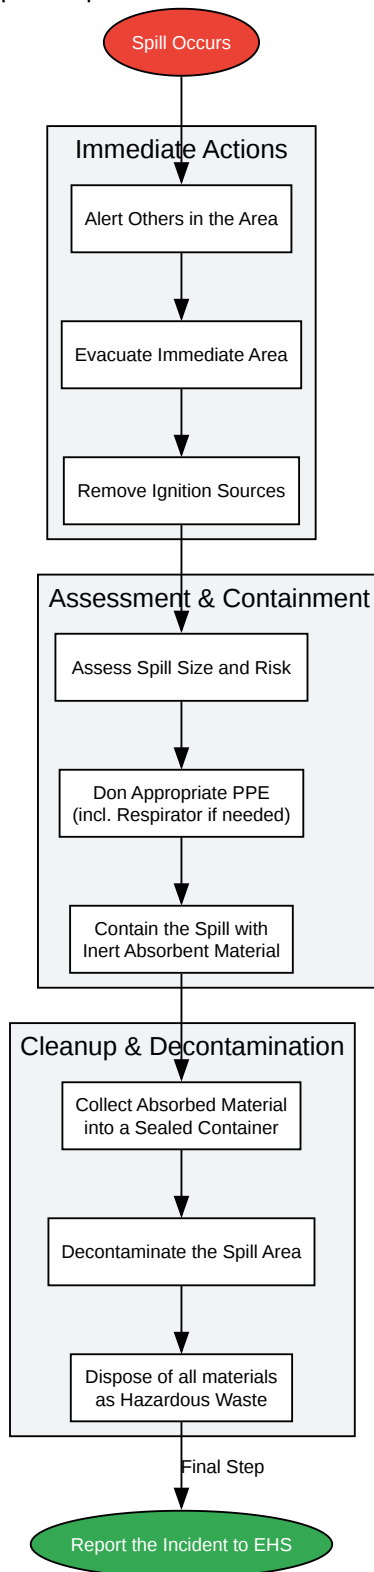 Spill Occurs
Immediate Actions
Alert Others in the Area
Evacuate Immediate Area
Remove Ignition Sources
Assessment & Containment
Assess Spill Size and Risk
Don Appropriate PPE
(incl. Respirator if needed)
Contain the Spill with
Inert Absorbent Material
Cleanup & Decontamination
Collect Absorbed Material
into a Sealed Container
Decontaminate the Spill Area
Dispose of all materials
as Hazardous Waste
Final Step
Report the Incident to EHS